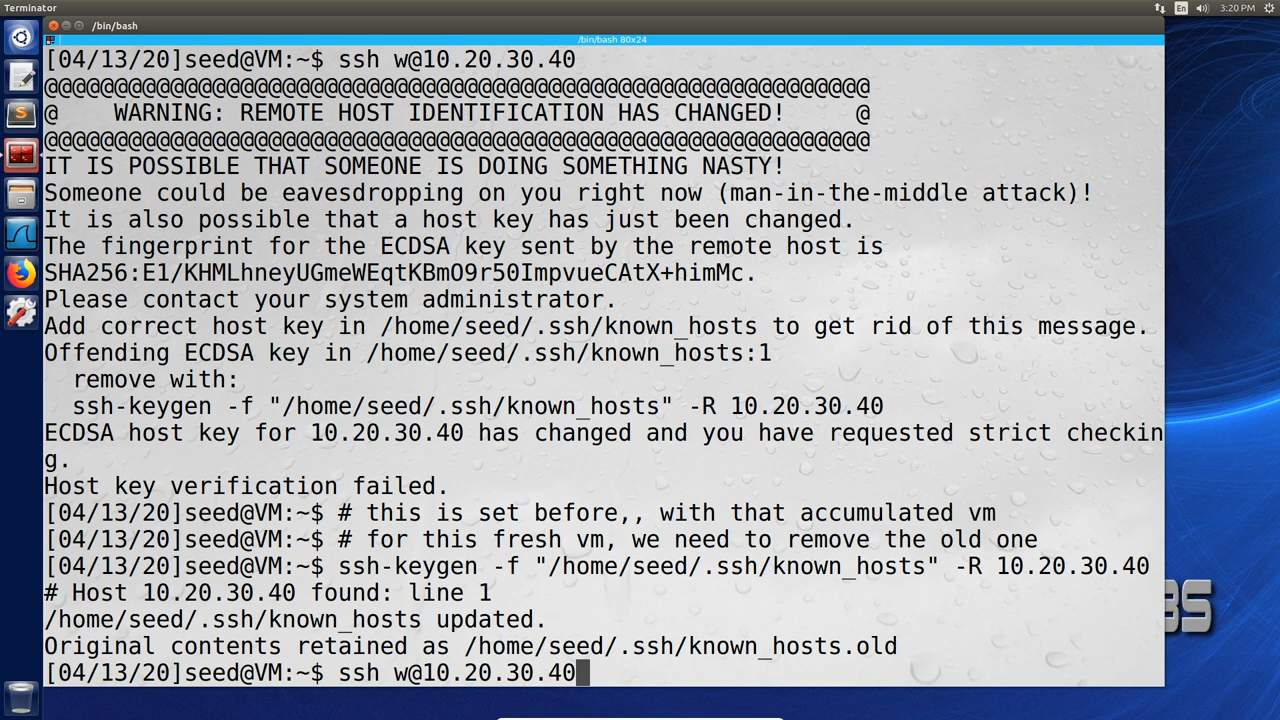 Terminator
En
3:20 PM
/bin/bash
/bin/bash 80x24
[04/13/20]seed@VM:~$ ssh w@10.20.30.40
@@@@@@@@@@@@@@@@@@@@@@@@@@@@@@@@@@@@@@@@@@@@@@@@@@@@@@@@@@@
@    WARNING: REMOTE HOST IDENTIFICATION HAS CHANGED!     @
@@@@@@@@@@@@@@@@@@@@@@@@@@@@@@@@@@@@@@@@@@@@@@@@@@@@@@@@@@@
IT IS POSSIBLE THAT SOMEONE IS DOING SOMETHING NASTY!
Someone could be eavesdropping on you right now (man-in-the-middle attack)!
It is also possible that a host key has just been changed.
The fingerprint for the ECDSA key sent by the remote host is
SHA256:E1/KHMLhneyUGmeWEqtKBmO9r50ImpvueCAtX+himMc.
Please contact your system administrator.
Add correct host key in /home/seed/.ssh/known_hosts to get rid of this message.
Offending ECDSA key in /home/seed/.ssh/known_hosts:1
  remove with:
  ssh-keygen -f "/home/seed/.ssh/known_hosts" -R 10.20.30.40
ECDSA host key for 10.20.30.40 has changed and you have requested strict checkin
g.
Host key verification failed.
[04/13/20]seed@VM:~$ # this is set before,, with that accumulated vm
[04/13/20]seed@VM:~$ # for this fresh vm, we need to remove the old one
[04/13/20]seed@VM:~$ ssh-keygen -f "/home/seed/.ssh/known_hosts" -R 10.20.30.40
# Host 10.20.30.40 found: line 1
/home/seed/.ssh/known_hosts updated.
Original contents retained as /home/seed/.ssh/known_hosts.old
[04/13/20]seed@VM:~$ ssh w@10.20.30.40